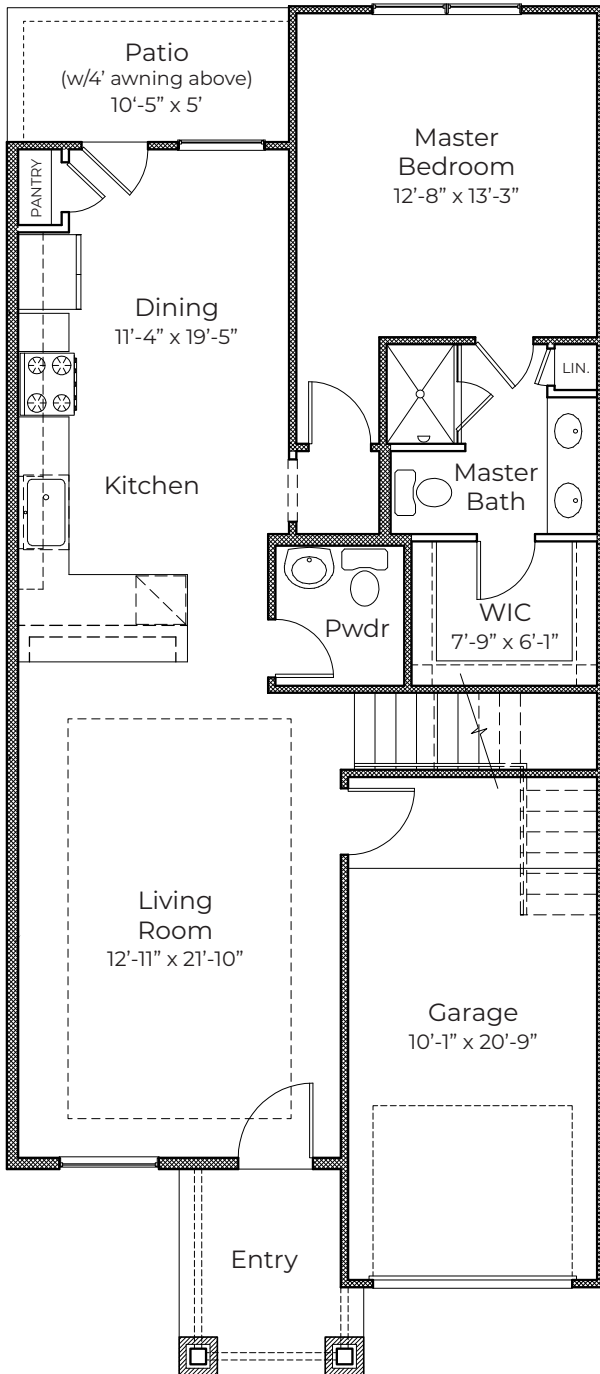 Patio
(w/4’ awning above)
10‘-5” x 5’
Master
Bedroom
12’-8” x 13’-3”
PANTRY
Dining
11’-4” x 19’-5”
LIN.
Kitchen
Master
Bath
Pwdr
WIC
7’-9” x 6’-1”
Living
Room
12’-11” x 21’-10”
Garage
10’-1” x 20’-9”
Entry